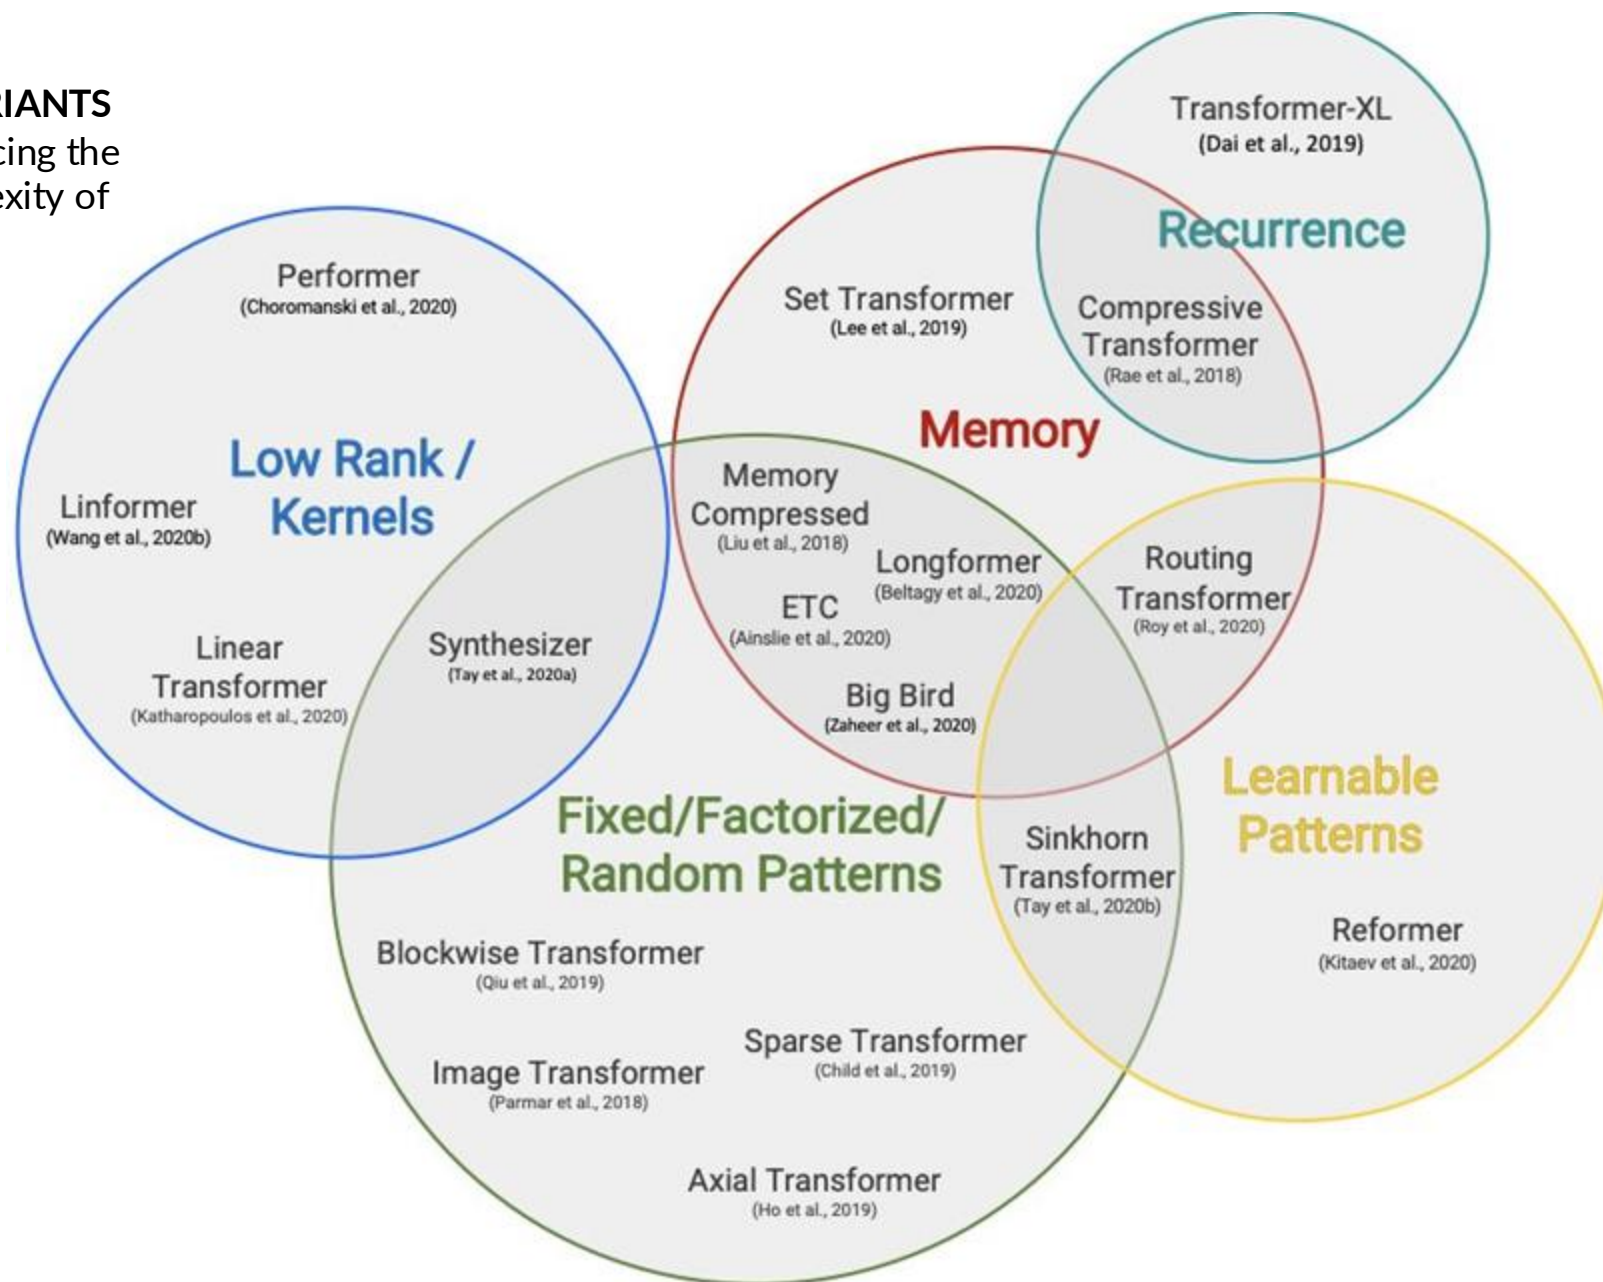 RIANTS
cing the
exity of
Transformer-XL
(Dai et al., 2019)
Recurrence
Performer
(Choromanski et al., 2020)
Set Transformer
(Lee et al., 2019)
Compressive
Transformer
(Rae et al., 2018)
Memory
Low Rank /
Kernels
Linformer
(Wang et al., 2020b)
Memory
Compressed
(Liu et al., 2018)
Longformer
(Beltagy et al., 2020)
ETC
(Ainslie et al., 2020)
Big Bird
(Zaheer et al., 2020)
Routing
Transformer
(Roy et al., 2020)
Linear
Transformer
(Katharopoulos et al., 2020)
Synthesizer
(Tay et al., 2020a)
Fixed/Factorized/
Random Patterns
Learnable
Patterns
Sinkhorn
Transformer
(Tay et al., 2020b)
Reformer
(Kitaev et al., 2020)
Blockwise Transformer
(Qiu et al., 2019)
Sparse Transformer
(Child et al., 2019)
Image Transformer
(Parmar et al., 2018)
Axial Transformer
(Ho et al., 2019)